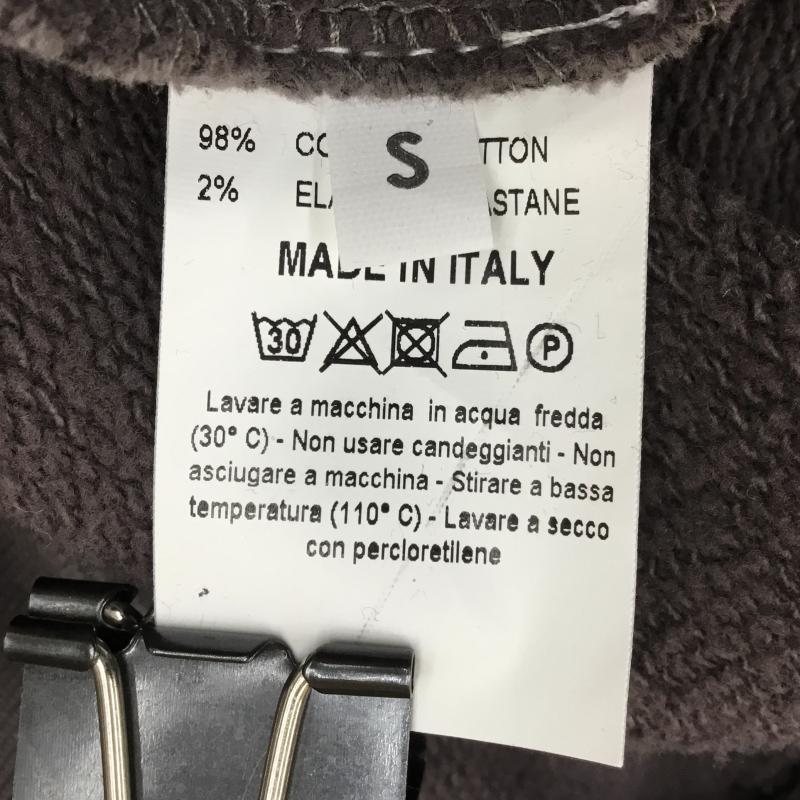 98% CO TTON
S
2% ELA ASTANE
MADE IN ITALY
30 P
Lavare a macchina in acqua fredda
(30° C) - Non usare candeggianti - Non
asciugare a macchina - Stirare a bassa
temperatura (110° C) - Lavare a secco
con percloretilene